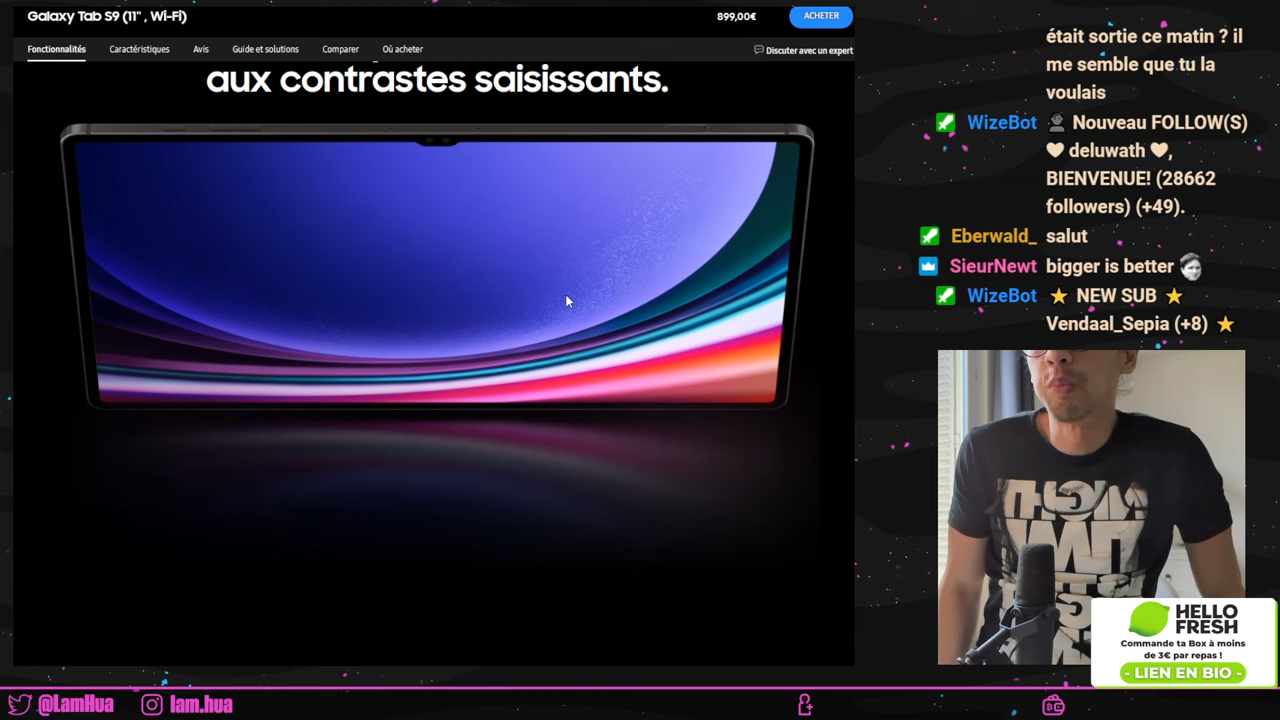 Galaxy Tab S9 (11" , Wi-Fi)
899,00€
ACHETER
Fonctionnalités
Caractéristiques
Avis
Guide et solutions
Comparer
Où acheter
Discuter avec un expert
aux contrastes saisissants.
était sortie ce matin ? il
me semble que tu la
voulais
WizeBot Nouveau FOLLOW(S)
deluwath ,
BIENVENUE! (28662
followers) (+49).
Eberwald_ salut
SieurNewt bigger is better
WizeBot NEW SUB
Vendaal_Sepia (+8)
HELLO
FRESH
Commande ta Box à moins
de 3€ par repas !
- LIEN EN BIO -
@LamHua
lam.hua